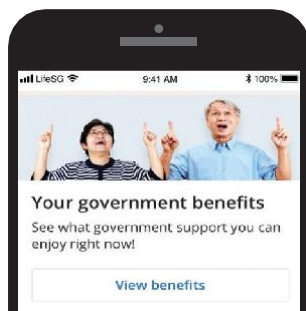 LifeSG 9:41 AM 100%
Your government benefits
See what government support you can
enjoy right now!
View benefits